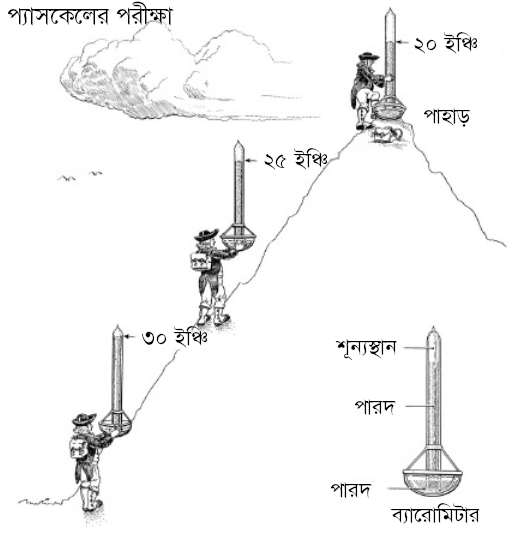 প্যাসকেলের পরীক্ষা
২০ ইঞ্চি
পাহাড়
২৫ ইঞ্চি
৩০ ইঞ্চি
শূন্যস্থান
পারদ
পারদ
ব্যারোমিটার